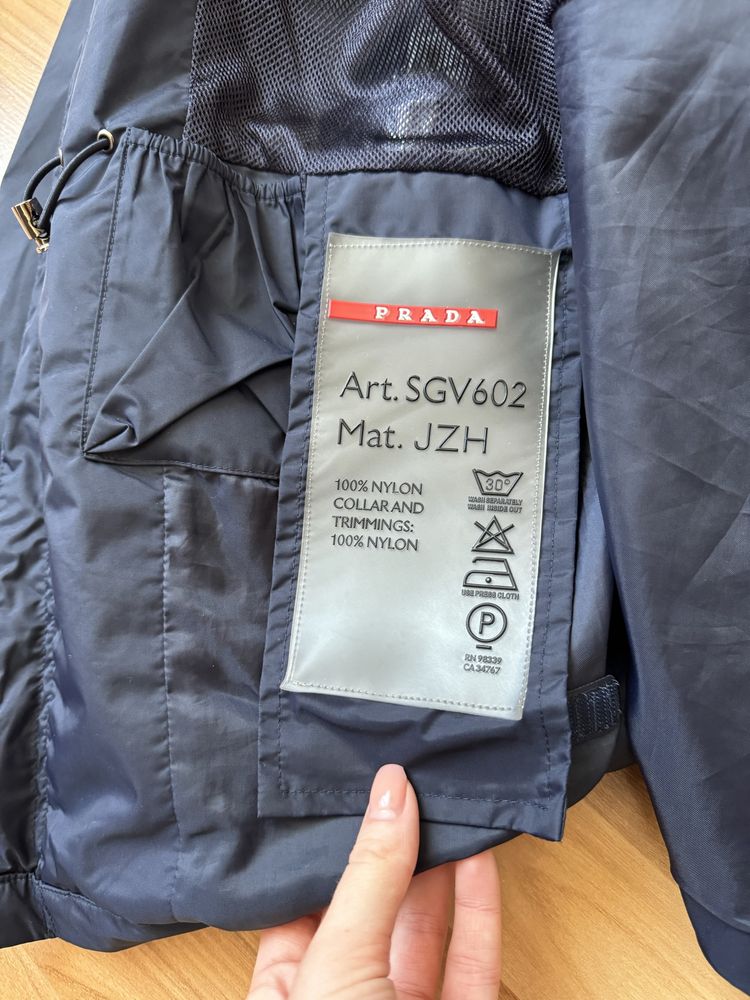 PRADA
Art. SGV602
Mat. JZH
100% NYLON
COLLAR AND
TRIMMINGS:
100% NYLON
30°
WASH SEPARATELY
WASH INSIDE OUT
USE PRESS CLOTH
P
RN 98339
CA 34767